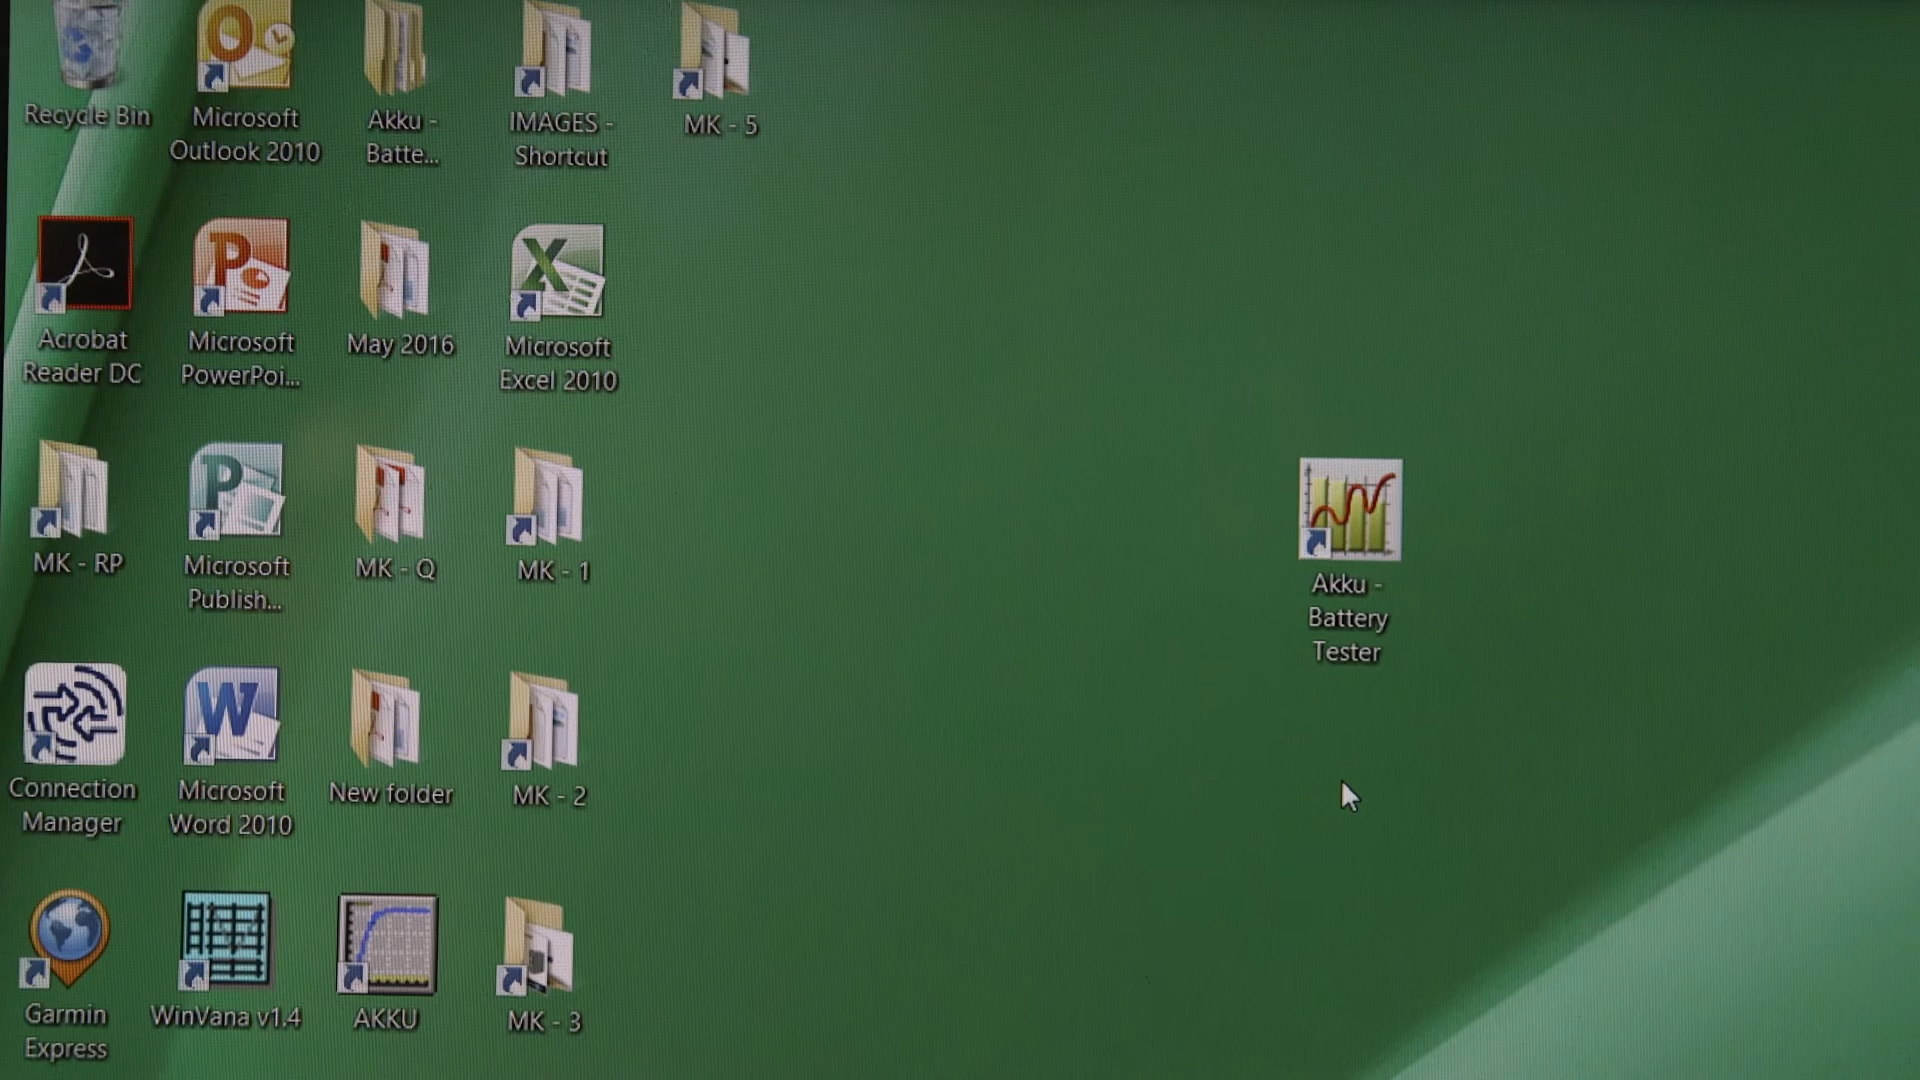 Recycle Bin
Microsoft
Outlook 2010
Akku -
Batte...
IMAGES -
Shortcut
MK - 5
Acrobat
Reader DC
Microsoft
PowerPoi...
May 2016
Microsoft
Excel 2010
MK - RP
Microsoft
Publish...
MK - Q
MK - 1
Akku -
Battery
Tester
Connection
Manager
Microsoft
Word 2010
New folder
MK - 2
Garmin
Express
WinVana v1.4
AKKU
MK - 3